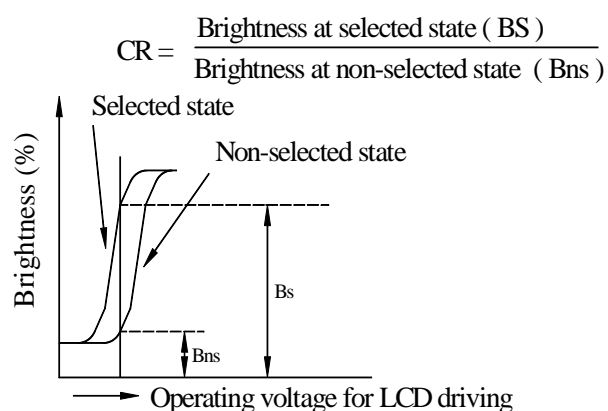 CR = Brightness at selected state ( BS )
Brightness at non-selected state ( Bns )
Selected state
Non-selected state
Brightness (%)
Bs
Bns
Operating voltage for LCD driving